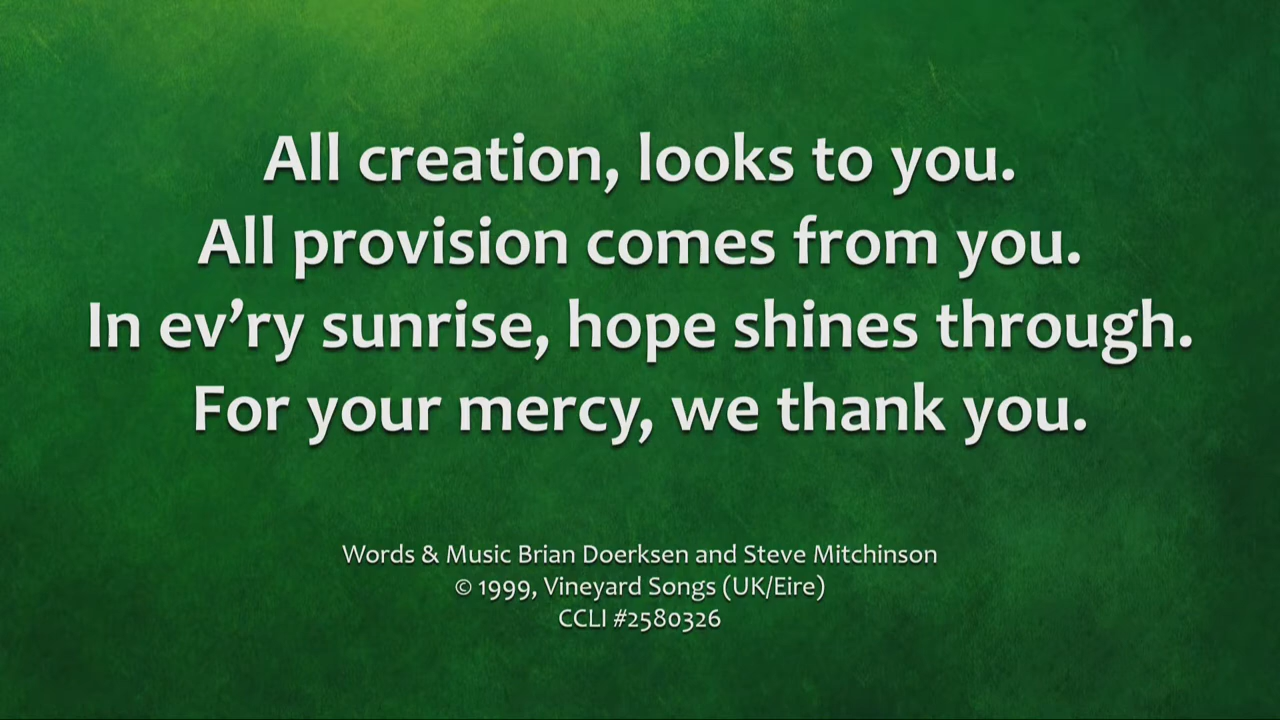 All creation, looks to you.
All provision comes from you.
In ev’ry sunrise, hope shines through.
For your mercy, we thank you.
Words & Music Brian Doerksen and Steve Mitchinson
© 1999, Vineyard Songs (UK/Eire)
CCLI #2580326